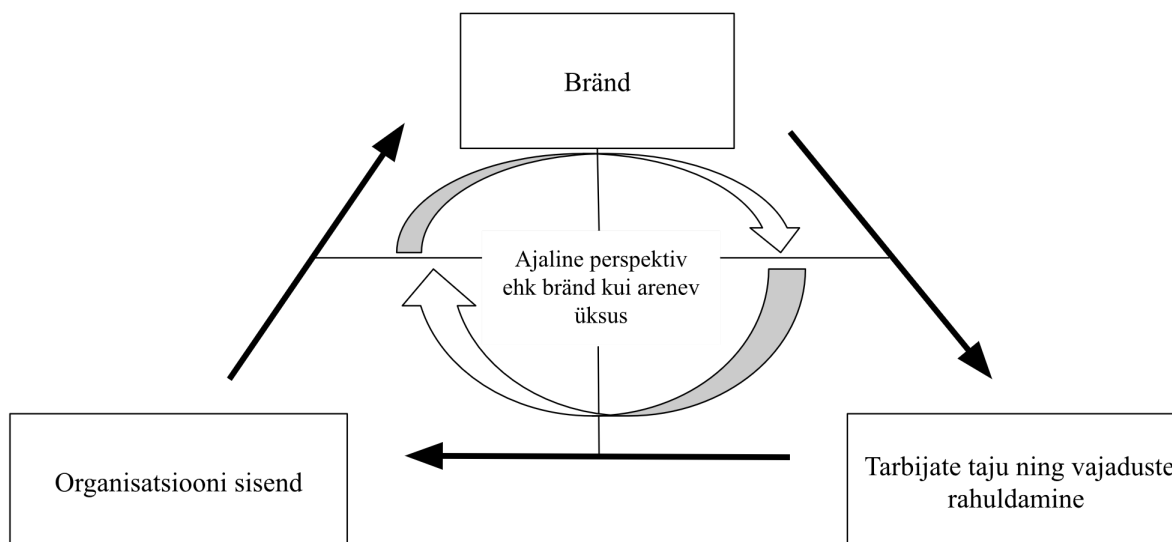 Bränd
Ajaline perspektiv
ehk bränd kui arenev
üksus
Organisatsiooni sisend
Tarbijate taju ning vajaduste
rahuldamine